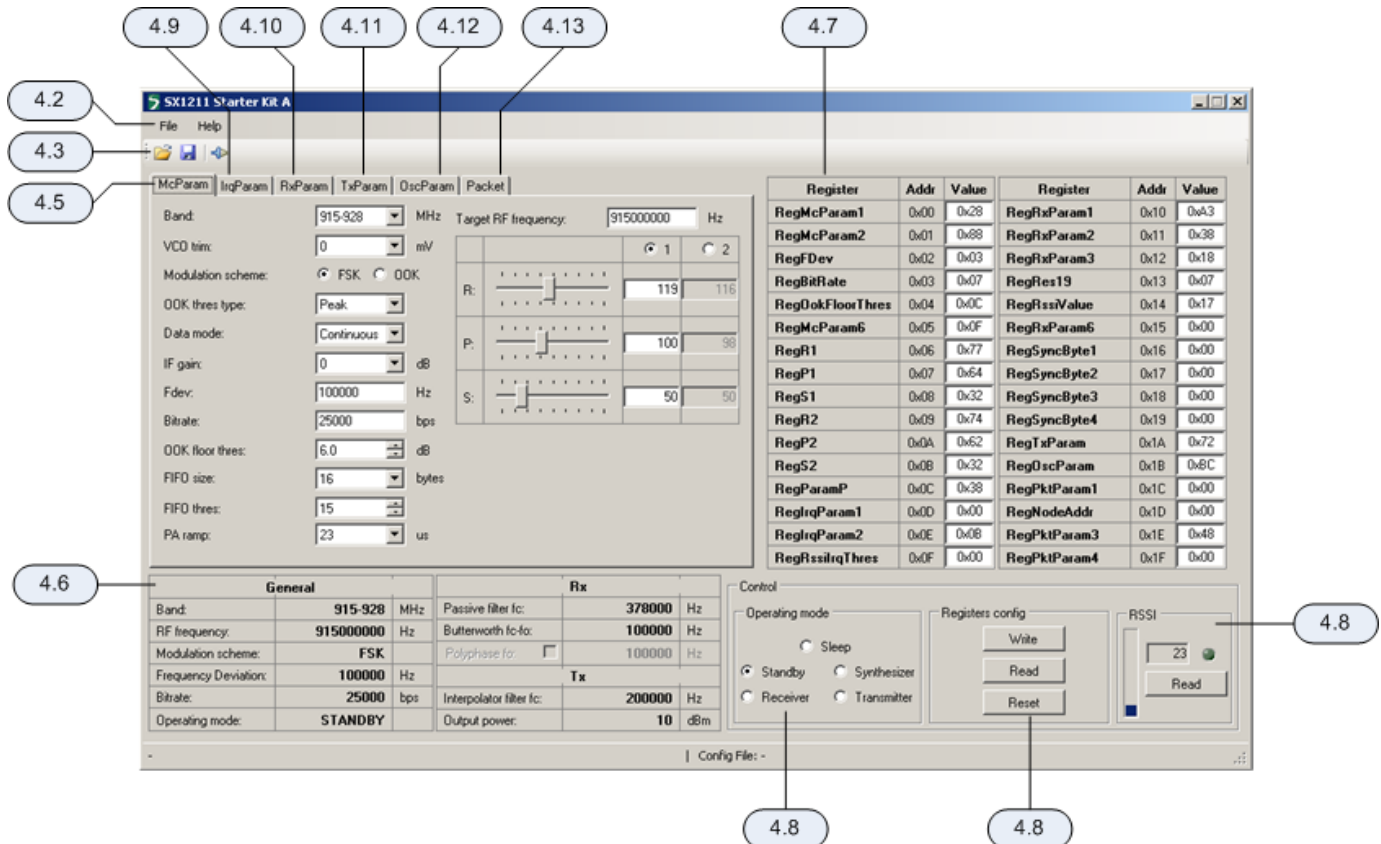 4.9 4.10 4.11 4.12 4.13 4.7
4.2
4.3
4.5
SX1211 Starter Kit A
File Help
McParam IrqParam RxParam TxParam OscParam Packet
Band: 915-928 MHz
VCO trim: 0 mV
Modulation scheme: FSK OOK
OOK thres type: Peak
Data mode: Continuous
IF gain: 0 dB
Fdev: 100000 Hz
Bitrate: 25000 bps
OOK floor thres: 6.0 dB
FIFO size: 16 bytes
FIFO thres: 15
PA ramp: 23 us
Target RF frequency: 915000000 Hz
1 2
R: 119 116
P: 100 98
S: 50 50
Register Addr Value Register Addr Value
RegMcParam1 0x00 0x28 RegRxParam1 0x10 0xA3
RegMcParam2 0x01 0x88 RegRxParam2 0x11 0x38
RegFDev 0x02 0x03 RegRxParam3 0x12 0x18
RegBitRate 0x03 0x07 RegRes19 0x13 0x07
RegOokFloorThres 0x04 0x0C RegRssiValue 0x14 0x17
RegMcParam6 0x05 0x0F RegRxParam6 0x15 0x00
RegR1 0x06 0x77 RegSyncByte1 0x16 0x00
RegP1 0x07 0x64 RegSyncByte2 0x17 0x00
RegS1 0x08 0x32 RegSyncByte3 0x18 0x00
RegR2 0x09 0x74 RegSyncByte4 0x19 0x00
RegP2 0x0A 0x62 RegTxParam 0x1A 0x72
RegS2 0x0B 0x32 RegOscParam 0x1B 0xBC
RegParamP 0x0C 0x38 RegPktParam1 0x1C 0x00
RegIrqParam1 0x0D 0x00 RegNodeAddr 0x1D 0x00
RegIrqParam2 0x0E 0x0B RegPktParam3 0x1E 0x48
RegRssiIrqThres 0x0F 0x00 RegPktParam4 0x1F 0x00
4.6
General
Band: 915-928 MHz
RF frequency: 915000000 Hz
Modulation scheme: FSK
Frequency Deviation: 100000 Hz
Bitrate: 25000 bps
Operating mode: STANDBY
Rx
Passive filter fc: 378000 Hz
Butterworth fc-fo: 100000 Hz
Polyphase fo: 100000 Hz
Tx
Interpolator filter fc: 200000 Hz
Output power: 10 dBm
Control
Operating mode
Sleep
Standby Synthesizer
Receiver Transmitter
Registers config
Write
Read
Reset
RSSI
23
Read
4.8
- | Config File: -
4.8 4.8